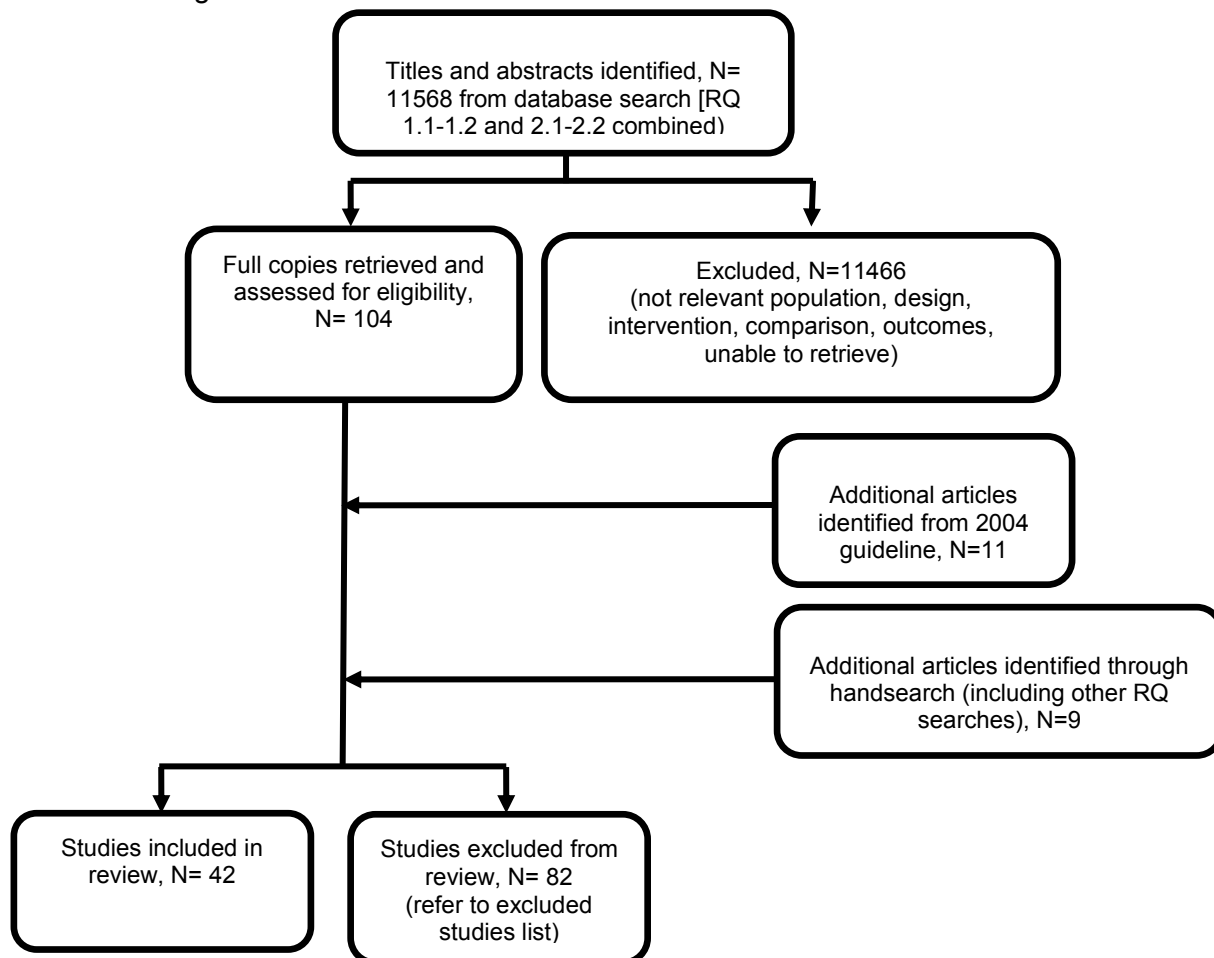 Titles and abstracts identified, N=
11568 from database search [RQ
1.1-1.2 and 2.1-2.2 combined)
Full copies retrieved and
assessed for eligibility,
N= 104
Excluded, N=11466
(not relevant population, design,
intervention, comparison, outcomes,
unable to retrieve)
Additional articles
identified from 2004
guideline, N=11
Additional articles identified through
handsearch (including other RQ
searches), N=9
Studies included in
review, N= 42
Studies excluded from
review, N= 82
(refer to excluded
studies list)